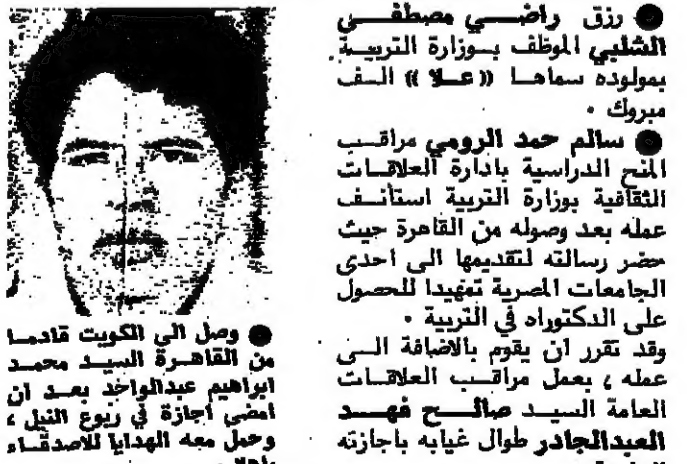 ● رزق راضي مصطفى
الشلبي الموظف بوزارة التربية
بمولوده سماها «علا» الف
مبروك ٠
● سالم حمد الرومي مراقب
المنح الدراسية بادارة العلاقات
الثقافية بوزارة التربية استأنف
عمله بعد وصوله من القاهرة حيث
حضر رسالته لتقديمها الى احدى
الجامعات المصرية تمهيدا للحصول
على الدكتوراه في التربية ٠
وقد تقرر ان يقوم بالاضافة الى
عمله ، بعمل مراقب العلاقات
العامة السيد صالح فهد
العبدالجادر طوال غيابه باجازته
● وصل الى الكويت قادما
من القاهرة السيد محمد
ابراهيم عبدالواحد بعد ان
امضى اجازة في ربوع النيل ،
وحمل معه الهدايا للاصدقاء